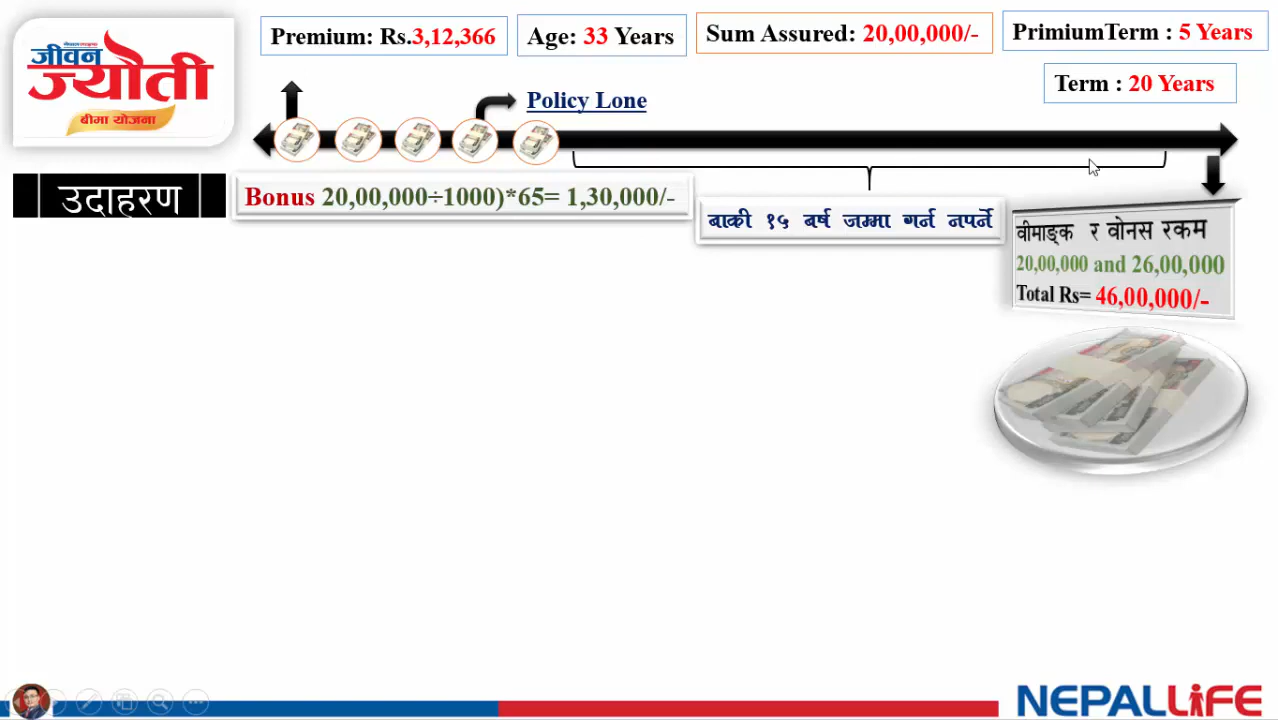 नेपाललाइफ
जीवन
ज्योती
बीमा योजना
Premium: Rs.3,12,366
Age: 33 Years
Sum Assured: 20,00,000/-
PrimiumTerm : 5 Years
Term : 20 Years
Policy Lone
उदाहरण
Bonus 20,00,000÷1000)*65= 1,30,000/-
बाकी १५ बर्ष जम्मा गर्न नपर्ने
वीमाङ्क र वोनस रकम
20,00,000 and 26,00,000
Total Rs= 46,00,000/-
NEPALLIFE